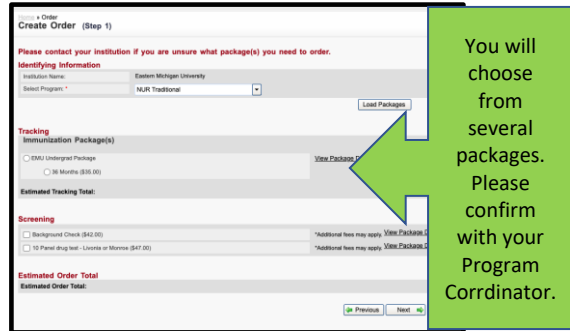 Home » Order
Create Order (Step 1)
Please contact your institution if you are unsure what package(s) you need to order.
Identifying Information
Institution Name: Eastern Michigan University
Select Program: * NUR Traditional
Load Packages
Tracking
Immunization Package(s)
EMU Undergrad Package View Package D
36 Months ($35.00)
Estimated Tracking Total:
Screening
Background Check ($42.00) *Additional fees may apply. View Package D
10 Panel drug test - Livonia or Monroe ($47.00) *Additional fees may apply. View Package D
Estimated Order Total
Estimated Order Total:
Previous Next
You will
choose
from
several
packages.
Please
confirm
with your
Program
Corrdinator.